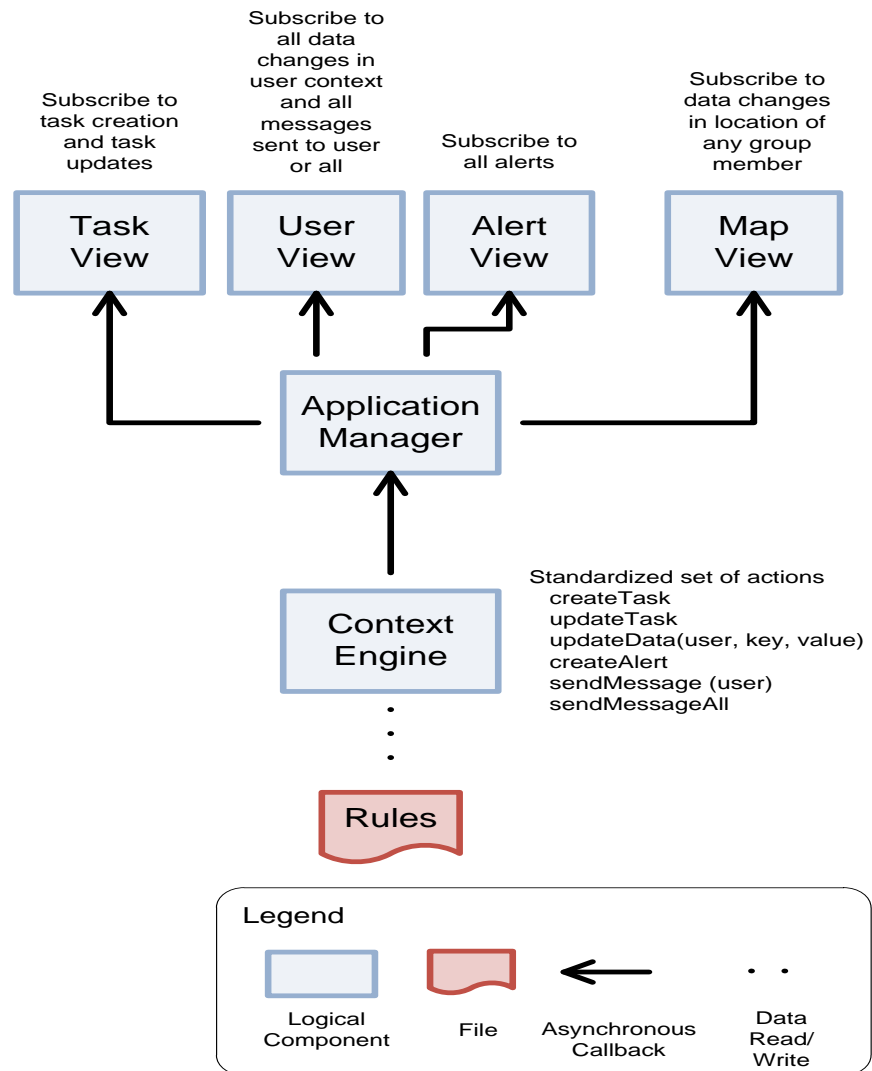 Subscribe to
all data
changes in
user context
and all
messages
sent to user
or all
Subscribe to
task creation
and task
updates
Subscribe to
all alerts
Subscribe to
data changes
in location of
any group
member
Task
View
User
View
Alert
View
Map
View
Application
Manager
Context
Engine
Standardized set of actions
createTask
updateTask
updateData(user, key, value)
createAlert
sendMessage (user)
sendMessageAll
Rules
Legend
Logical
Component
File
Asynchronous
Callback
Data
Read/
Write